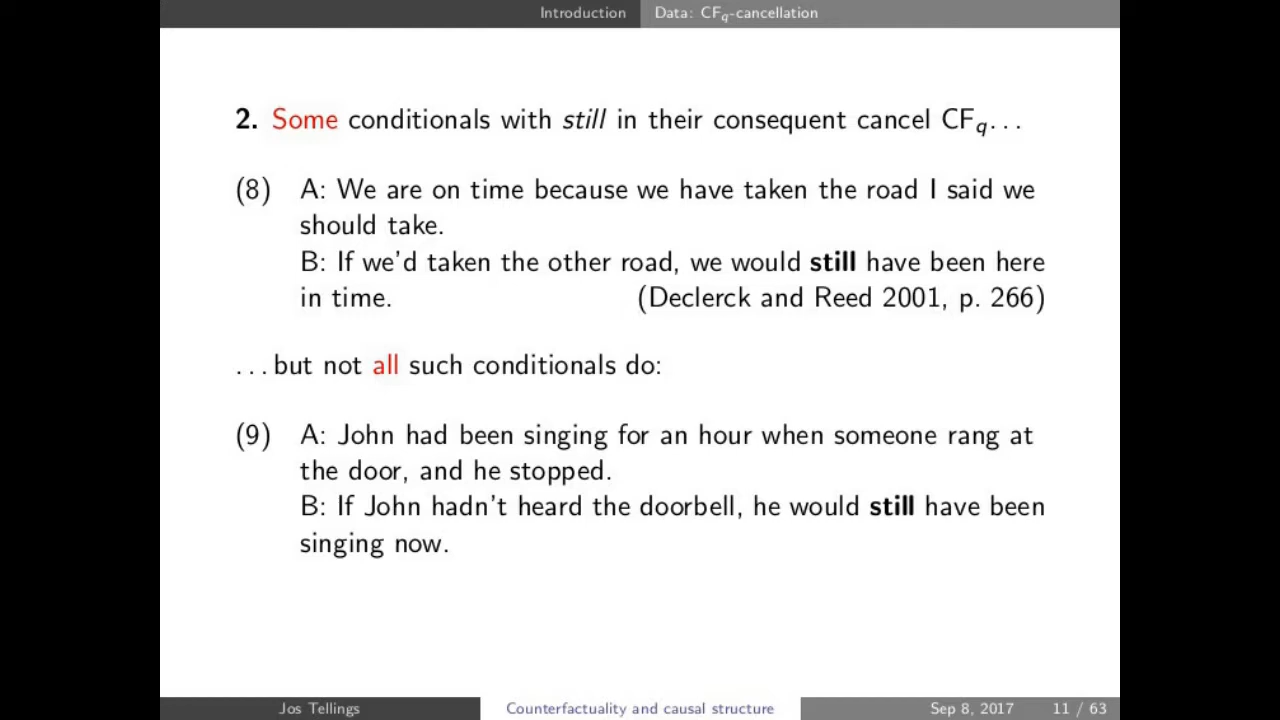 Introduction Data: CFq-cancellation
2. Some conditionals with still in their consequent cancel CFq...
(8) A: We are on time because we have taken the road I said we
should take.
B: If we'd taken the other road, we would still have been here
in time. (Declerck and Reed 2001, p. 266)
...but not all such conditionals do:
(9) A: John had been singing for an hour when someone rang at
the door, and he stopped.
B: If John hadn't heard the doorbell, he would still have been
singing now.
Jos Tellings Counterfactuality and causal structure Sep 8, 2017 11 / 63